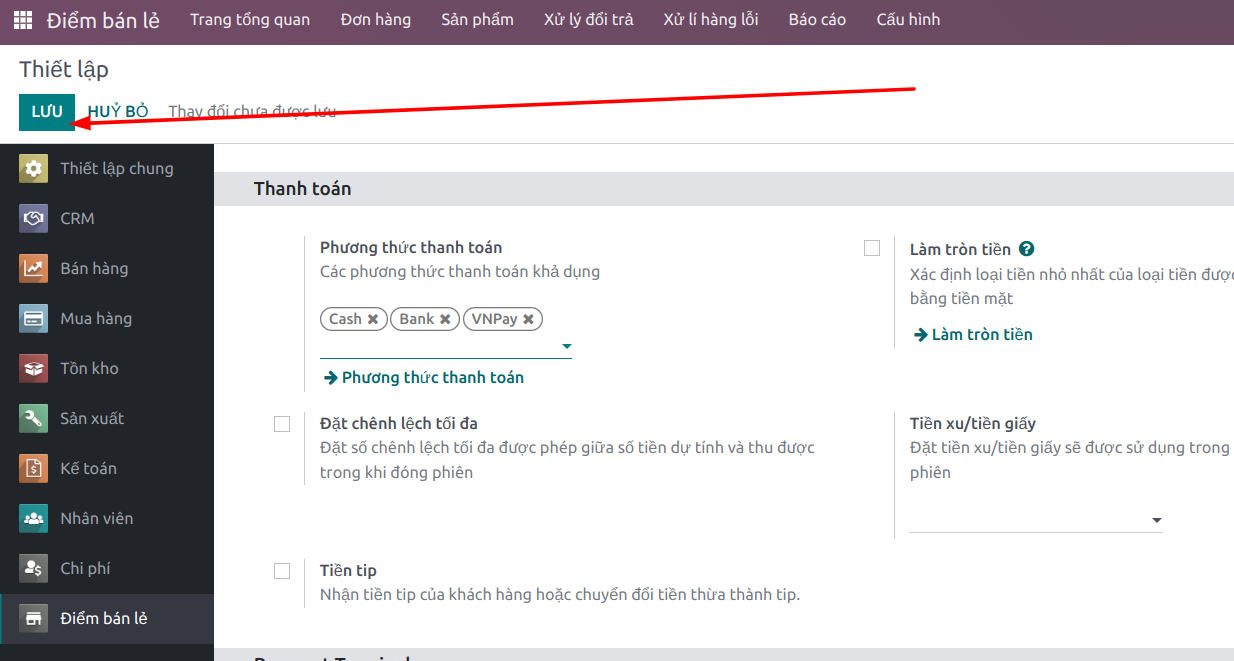 Điểm bán lẻ Trang tổng quan Đơn hàng Sản phẩm Xử lý đổi trả Xử lí hàng lỗi Báo cáo Cấu hình
Thiết lập
LƯU HUỶ BỎ Thay đổi chưa được lưu
Thiết lập chung
CRM
Bán hàng
Mua hàng
Tồn kho
Sản xuất
Kế toán
Nhân viên
Chi phí
Điểm bán lẻ
Thanh toán
Phương thức thanh toán
Các phương thức thanh toán khả dụng
Cash Bank VNPay
Phương thức thanh toán
Làm tròn tiền
Xác định loại tiền nhỏ nhất của loại tiền được
bằng tiền mặt
Làm tròn tiền
Đặt chênh lệch tối đa
Đặt số chênh lệch tối đa được phép giữa số tiền dự tính và thu được
trong khi đóng phiên
Tiền xu/tiền giấy
Đặt tiền xu/tiền giấy sẽ được sử dụng trong
phiên
Tiền tip
Nhận tiền tip của khách hàng hoặc chuyển đổi tiền thừa thành tip.